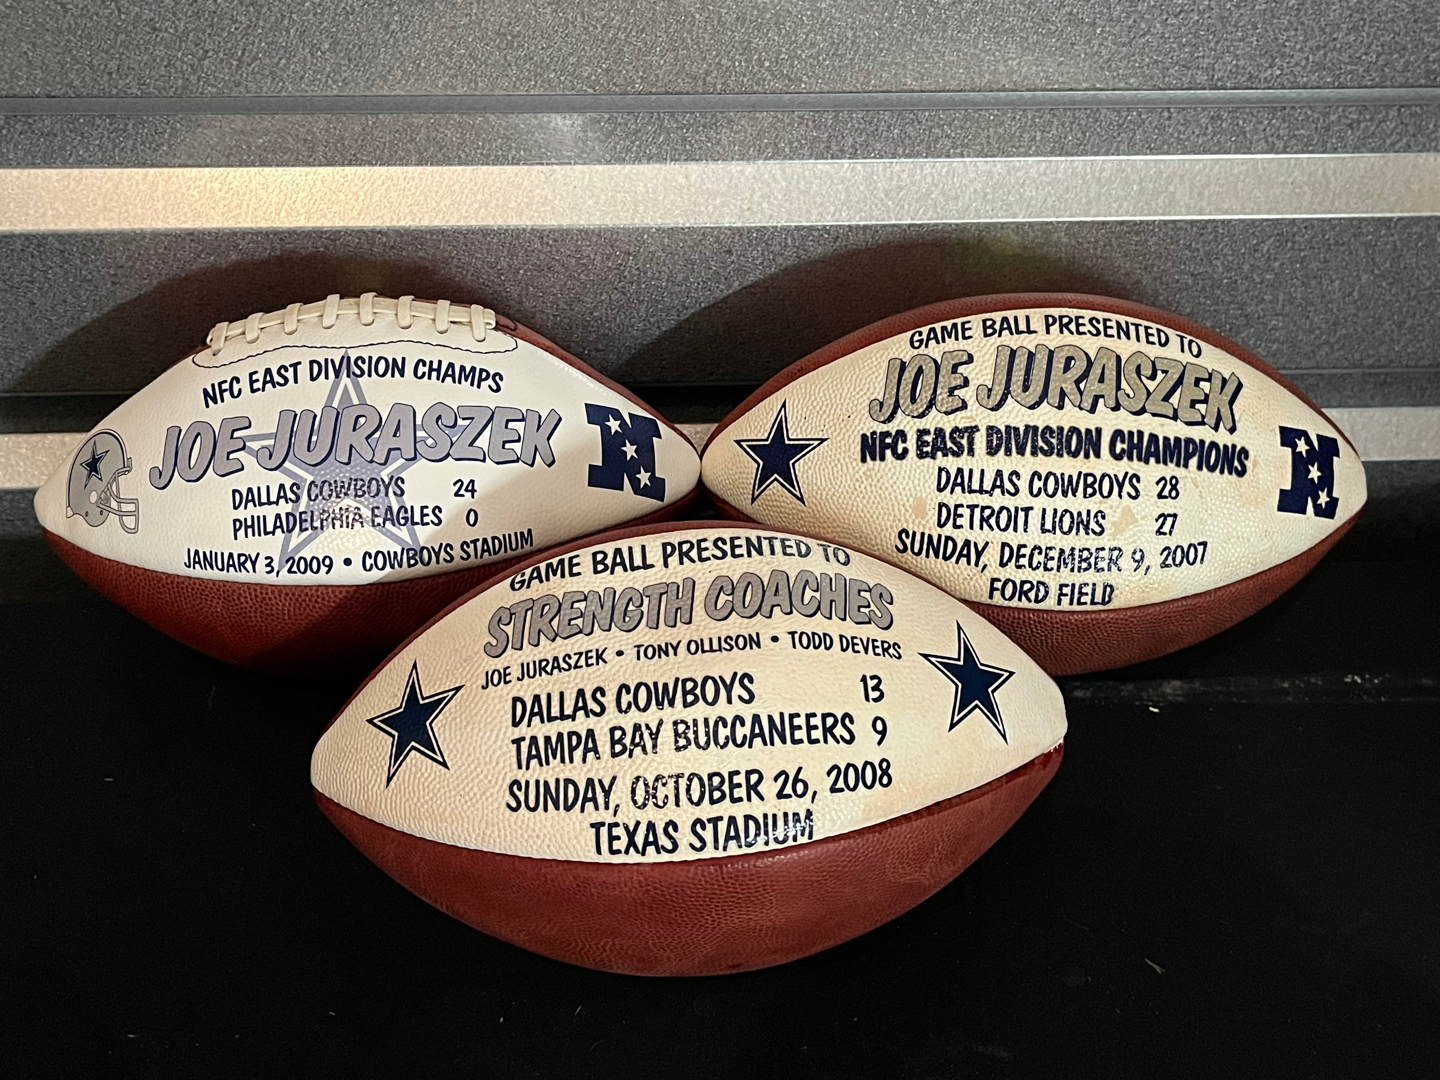 NFC EAST DIVISION CHAMPS
JOE JURASZEK
DALLAS COWBOYS 24
PHILADELPHIA EAGLES 0
JANUARY 3, 2009 • COWBOYS STADIUM
N
GAME BALL PRESENTED TO
JOE JURASZEK
NFC EAST DIVISION CHAMPIONS
DALLAS COWBOYS 28
DETROIT LIONS 27
SUNDAY, DECEMBER 9, 2007
FORD FIELD
N
GAME BALL PRESENTED TO
STRENGTH COACHES
JOE JURASZEK • TONY OLLISON • TODD DEVERS
DALLAS COWBOYS 13
TAMPA BAY BUCCANEERS 9
SUNDAY, OCTOBER 26, 2008
TEXAS STADIUM